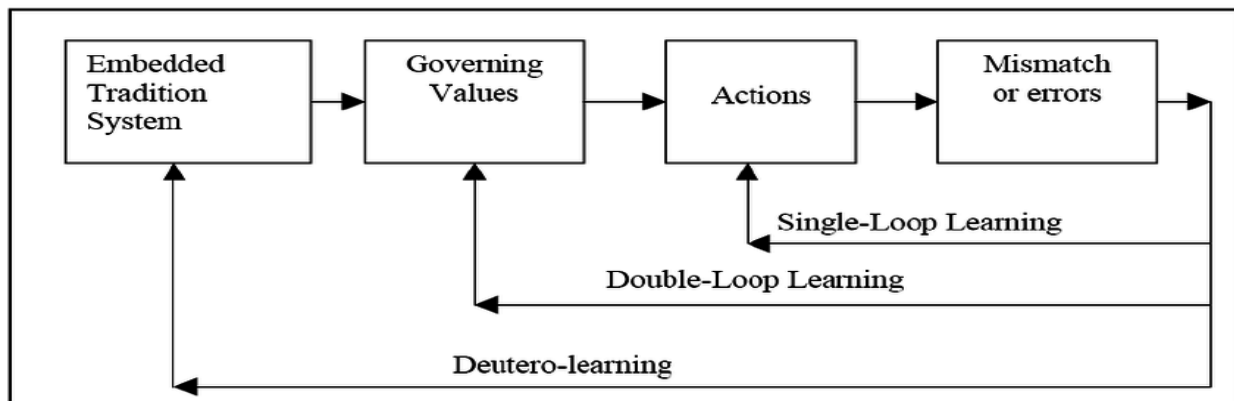 Embedded
Tradition
System
Governing
Values
Actions
Mismatch
or errors
Single-Loop Learning
Double-Loop Learning
Deutero-learning